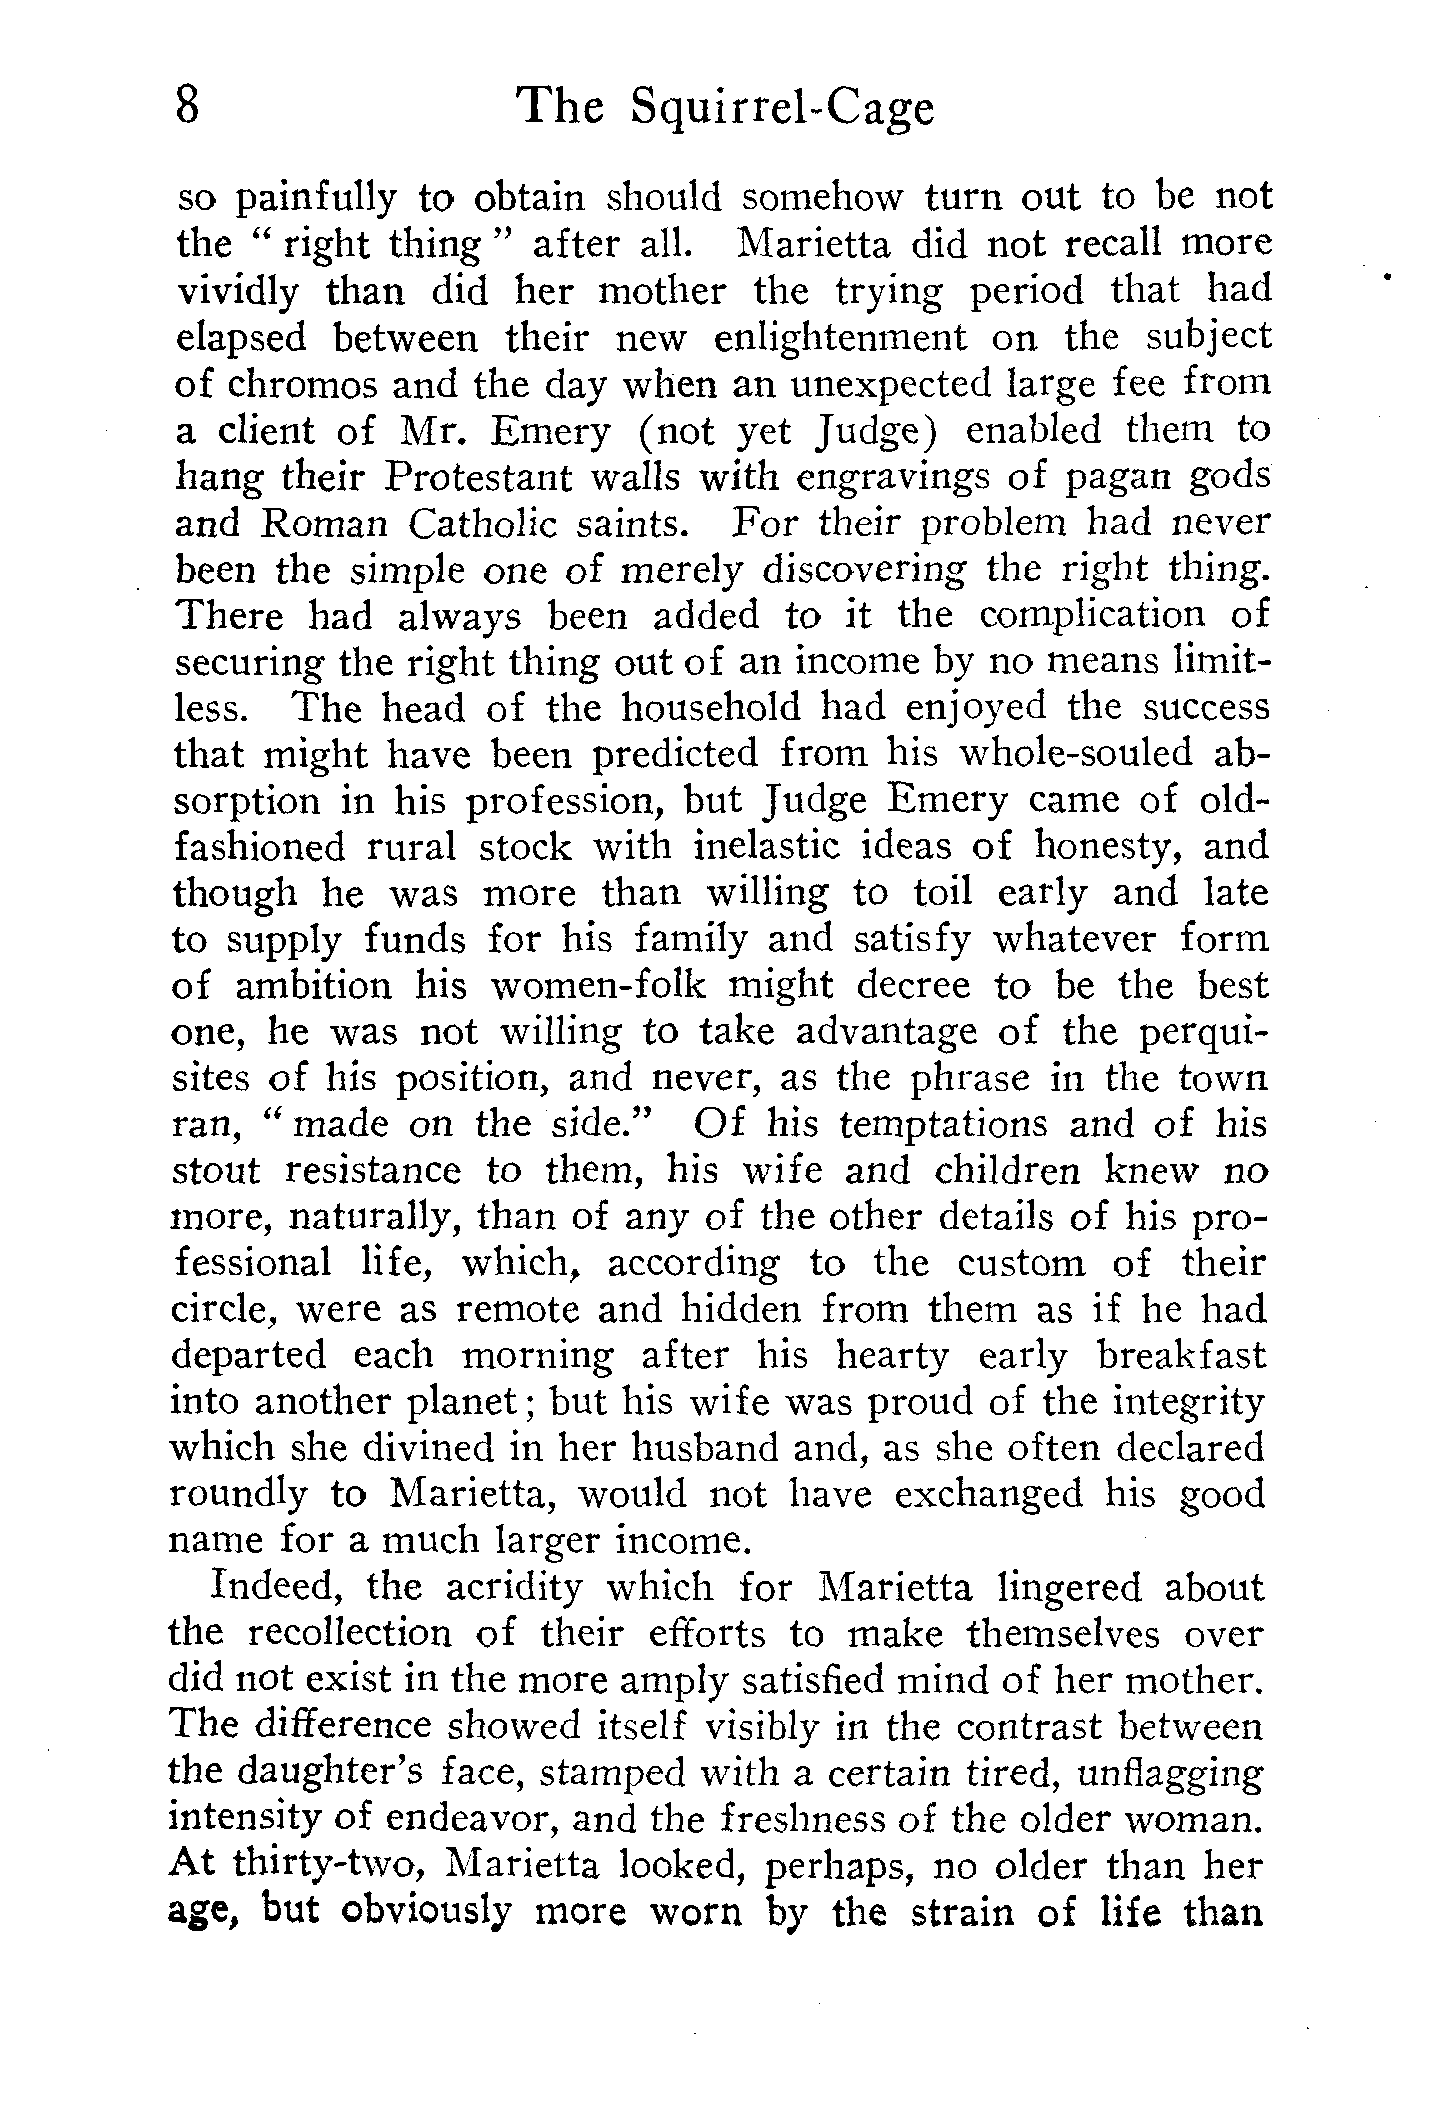 8 The Squirrel-Cage
so painfully to obtain should somehow turn out to be not
the “ right thing ” after all. Marietta did not recall more
vividly than did her mother the trying period that had
elapsed between their new enlightenment on the subject
of chromos and the day when an unexpected large fee from
a client of Mr. Emery (not yet Judge) enabled them to
hang their Protestant walls with engravings of pagan gods
and Roman Catholic saints. For their problem had never
been the simple one of merely discovering the right thing.
There had always been added to it the complication of
securing the right thing out of an income by no means limit-
less. The head of the household had enjoyed the success
that might have been predicted from his whole-souled ab-
sorption in his profession, but Judge Emery came of old-
fashioned rural stock with inelastic ideas of honesty, and
though he was more than willing to toil early and late
to supply funds for his family and satisfy whatever form
of ambition his women-folk might decree to be the best
one, he was not willing to take advantage of the perqui-
sites of his position, and never, as the phrase in the town
ran, “ made on the side.” Of his temptations and of his
stout resistance to them, his wife and children knew no
more, naturally, than of any of the other details of his pro-
fessional life, which, according to the custom of their
circle, were as remote and hidden from them as if he had
departed each morning after his hearty early breakfast
into another planet; but his wife was proud of the integrity
which she divined in her husband and, as she often declared
roundly to Marietta, would not have exchanged his good
name for a much larger income.
Indeed, the acridity which for Marietta lingered about
the recollection of their efforts to make themselves over
did not exist in the more amply satisfied mind of her mother.
The difference showed itself visibly in the contrast between
the daughter’s face, stamped with a certain tired, unflagging
intensity of endeavor, and the freshness of the older woman.
At thirty-two, Marietta looked, perhaps, no older than her
age, but obviously more worn by the strain of life than